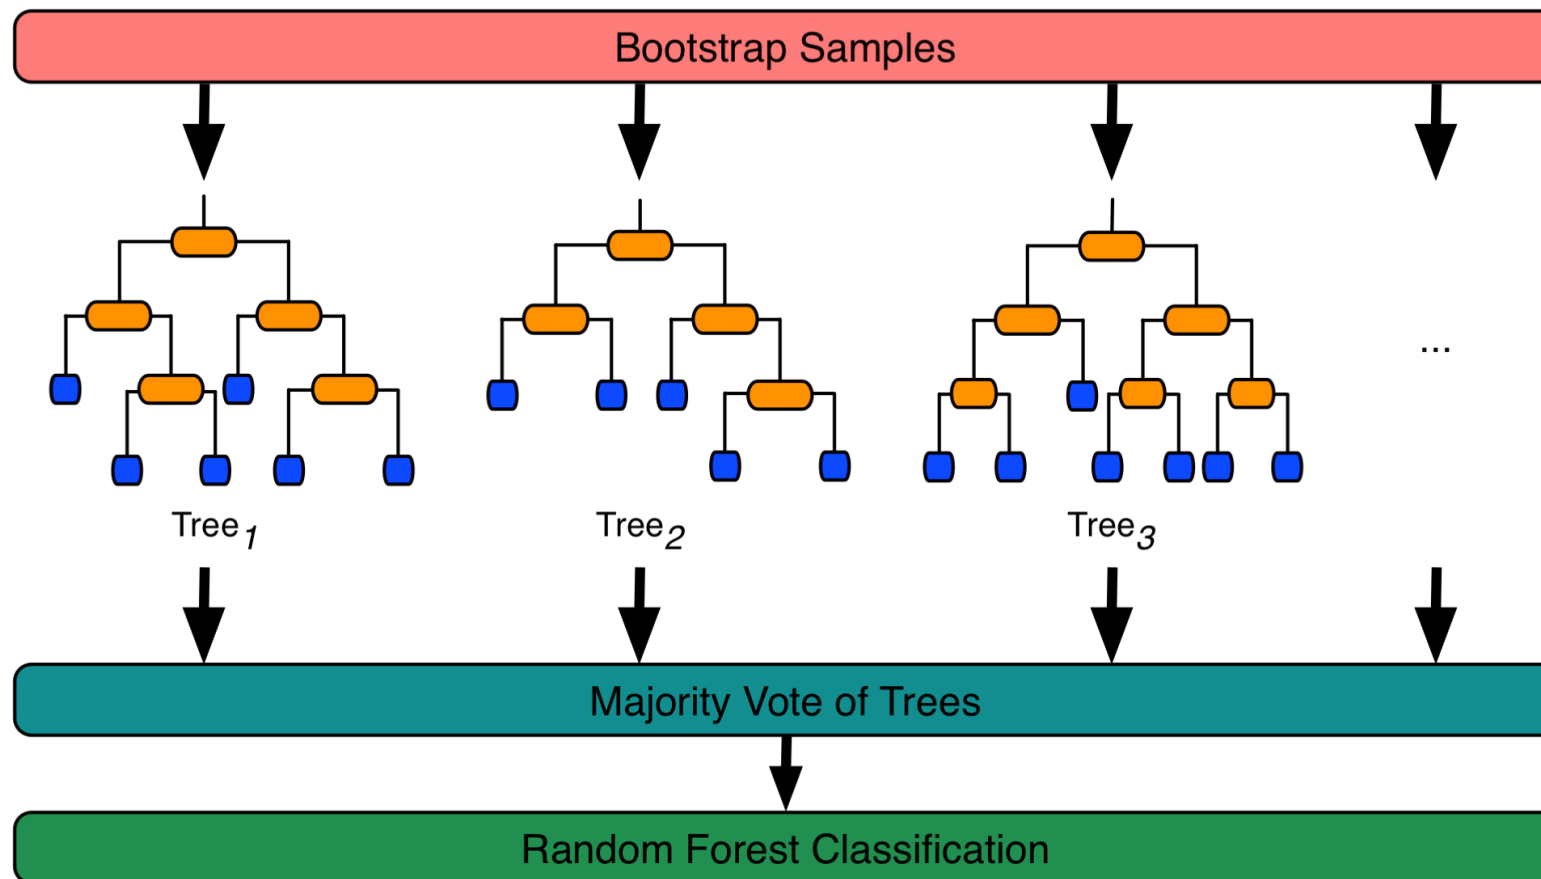 Bootstrap Samples
...
Tree1
Tree2
Tree3
Majority Vote of Trees
Random Forest Classification